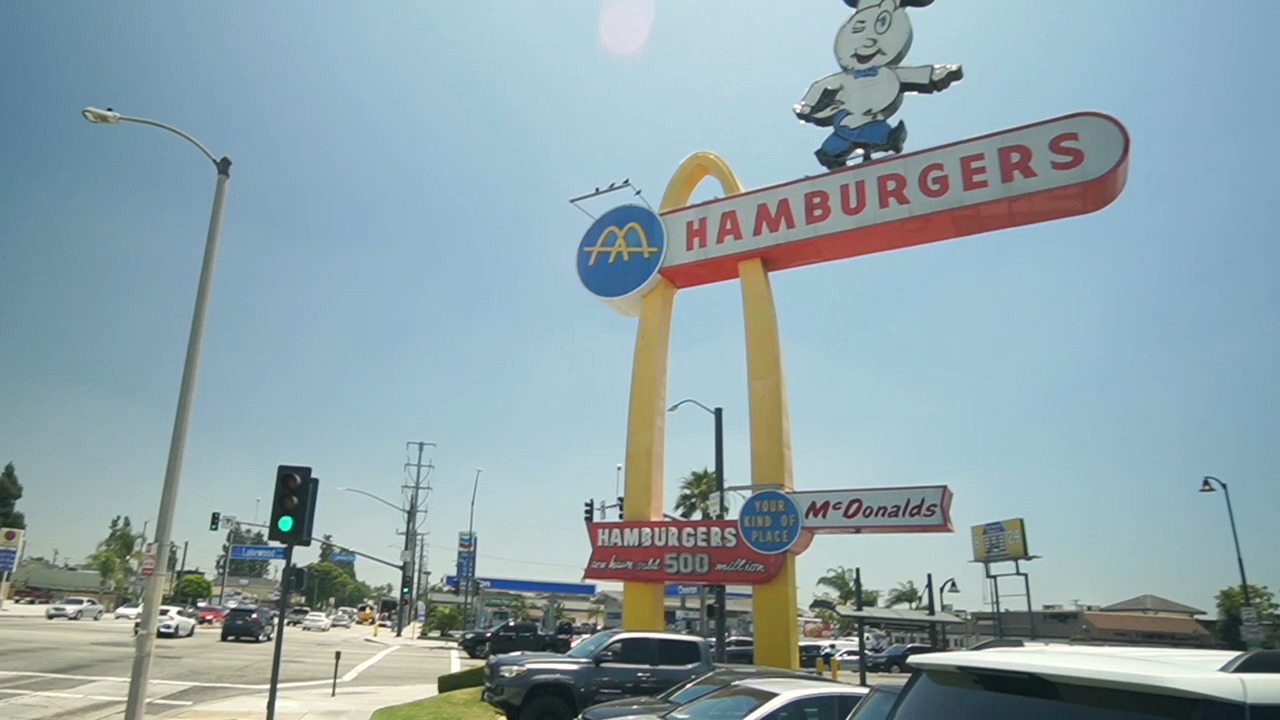 HAMBURGERS
McDonalds
YOUR
KIND OF
PLACE
HAMBURGERS
we have sold 500 million
Lakewood